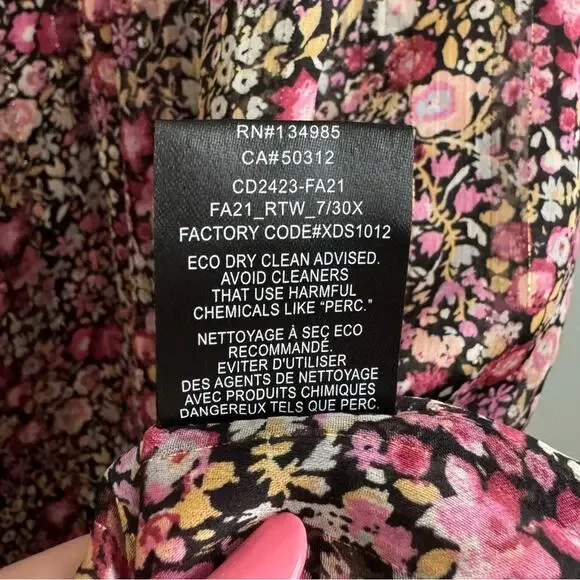 RN#134985
CA#50312
CD2423-FA21
FA21_RTW_7/30X
FACTORY CODE#XDS1012
ECO DRY CLEAN ADVISED.
AVOID CLEANERS
THAT USE HARMFUL
CHEMICALS LIKE “PERC.”
NETTOYAGE À SEC ECO
RECOMMANDÉ.
EVITER D'UTILISER
DES AGENTS DE NETTOYAGE
AVEC PRODUITS CHIMIQUES
DANGEREUX TELS QUE PERC.